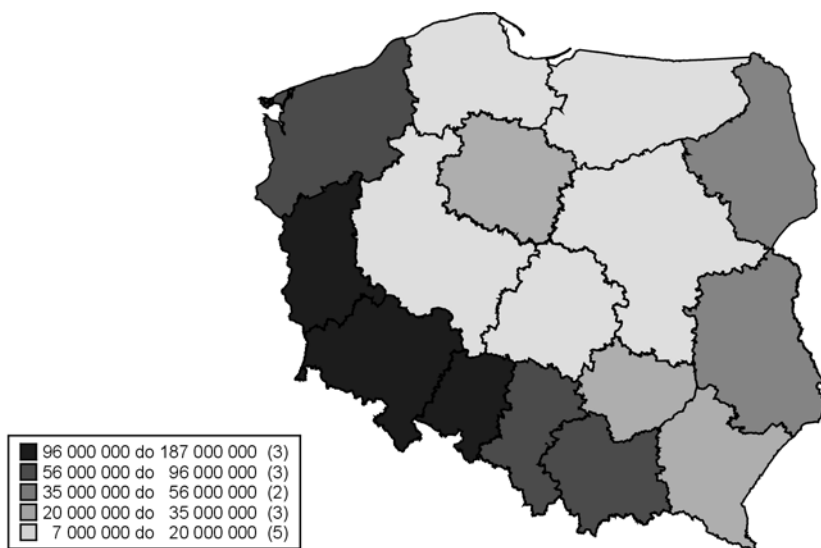 96 000 000 do 187 000 000 (3)
56 000 000 do 96 000 000 (3)
35 000 000 do 56 000 000 (2)
20 000 000 do 35 000 000 (3)
7 000 000 do 20 000 000 (5)